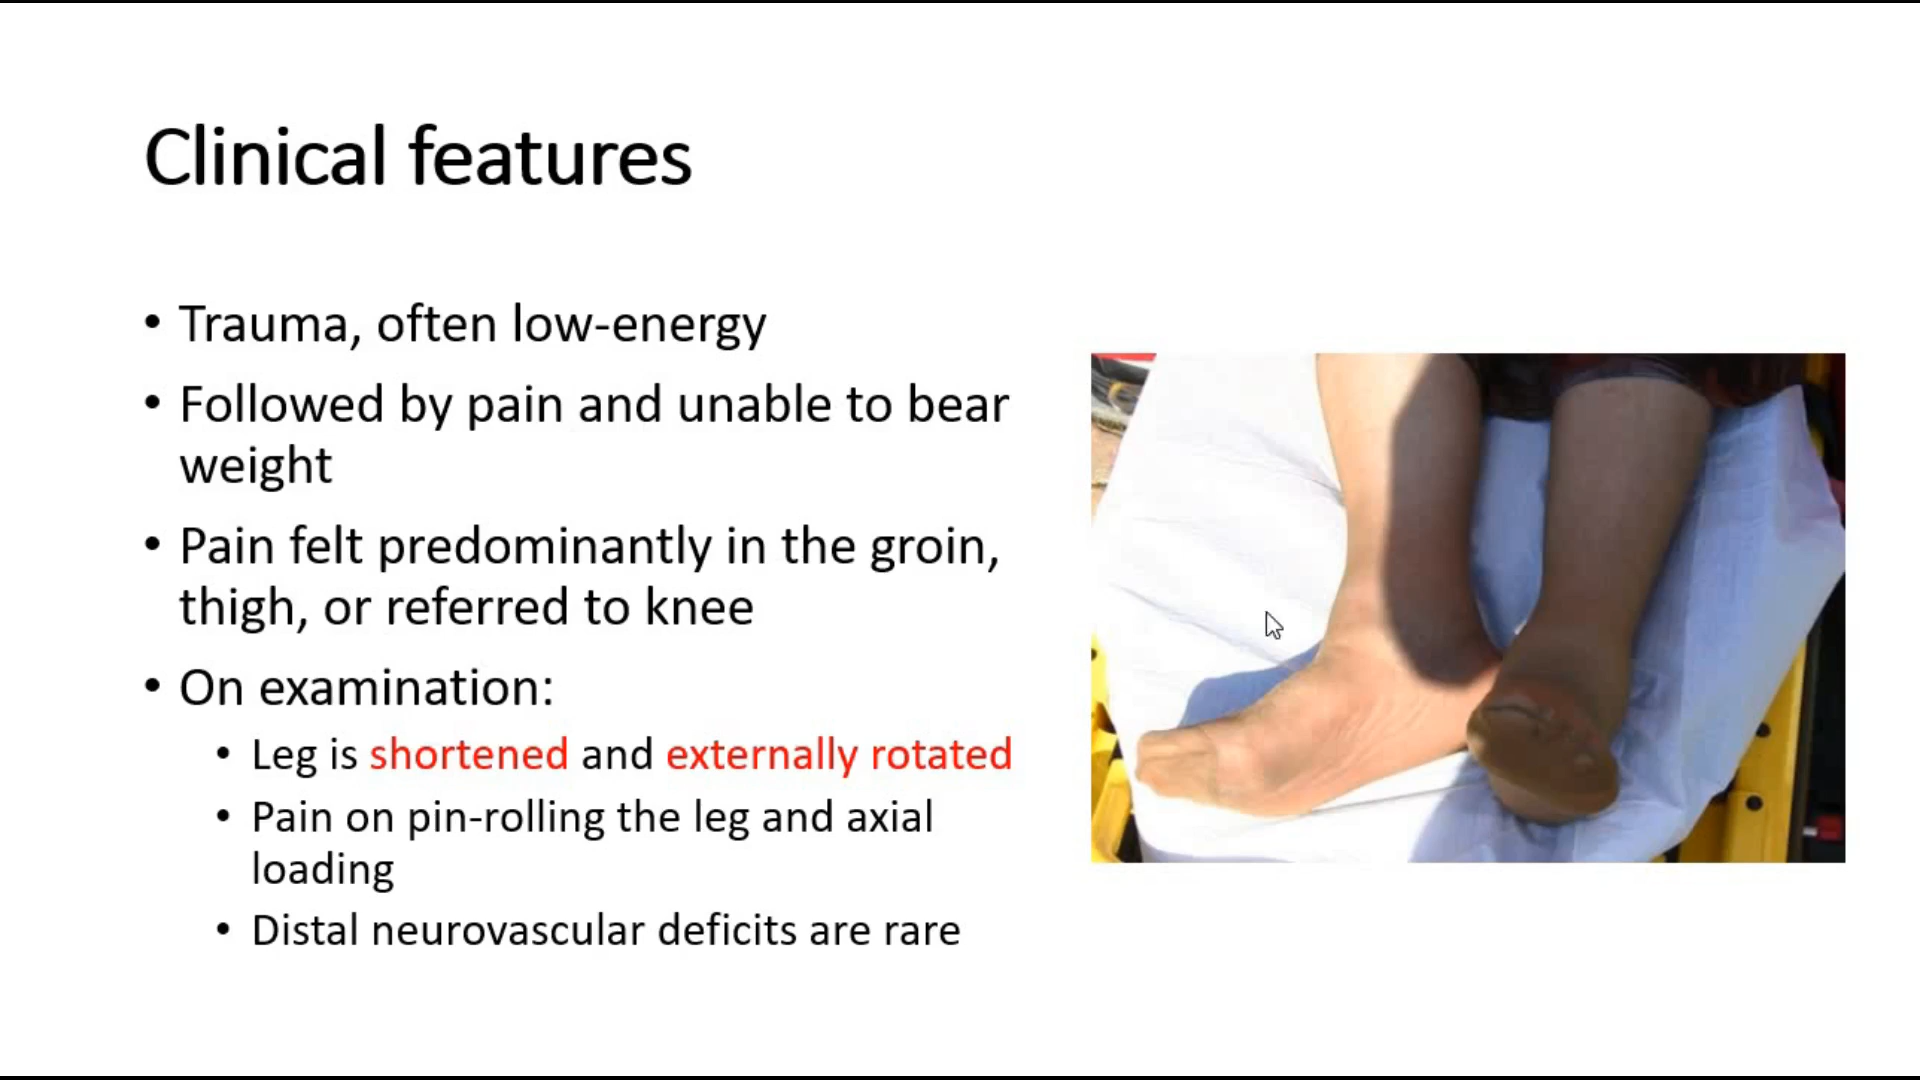 Clinical features
• Trauma, often low-energy
• Followed by pain and unable to bear
weight
• Pain felt predominantly in the groin,
thigh, or referred to knee
• On examination:
• Leg is shortened and externally rotated
• Pain on pin-rolling the leg and axial
loading
• Distal neurovascular deficits are rare